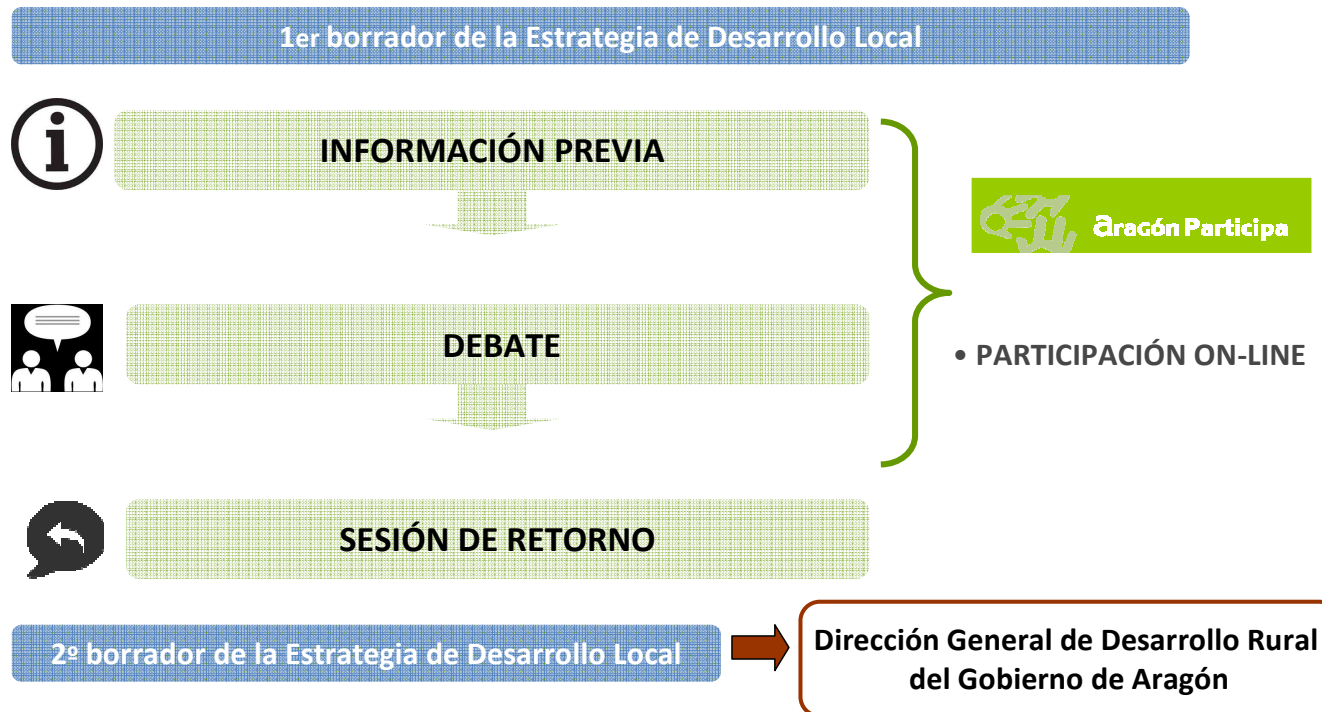 1er borrador de la Estrategia de Desarrollo Local
i
INFORMACIÓN PREVIA
aragón Participa
DEBATE
• PARTICIPACIÓN ON-LINE
SESIÓN DE RETORNO
2º borrador de la Estrategia de Desarrollo Local
Dirección General de Desarrollo Rural
del Gobierno de Aragón